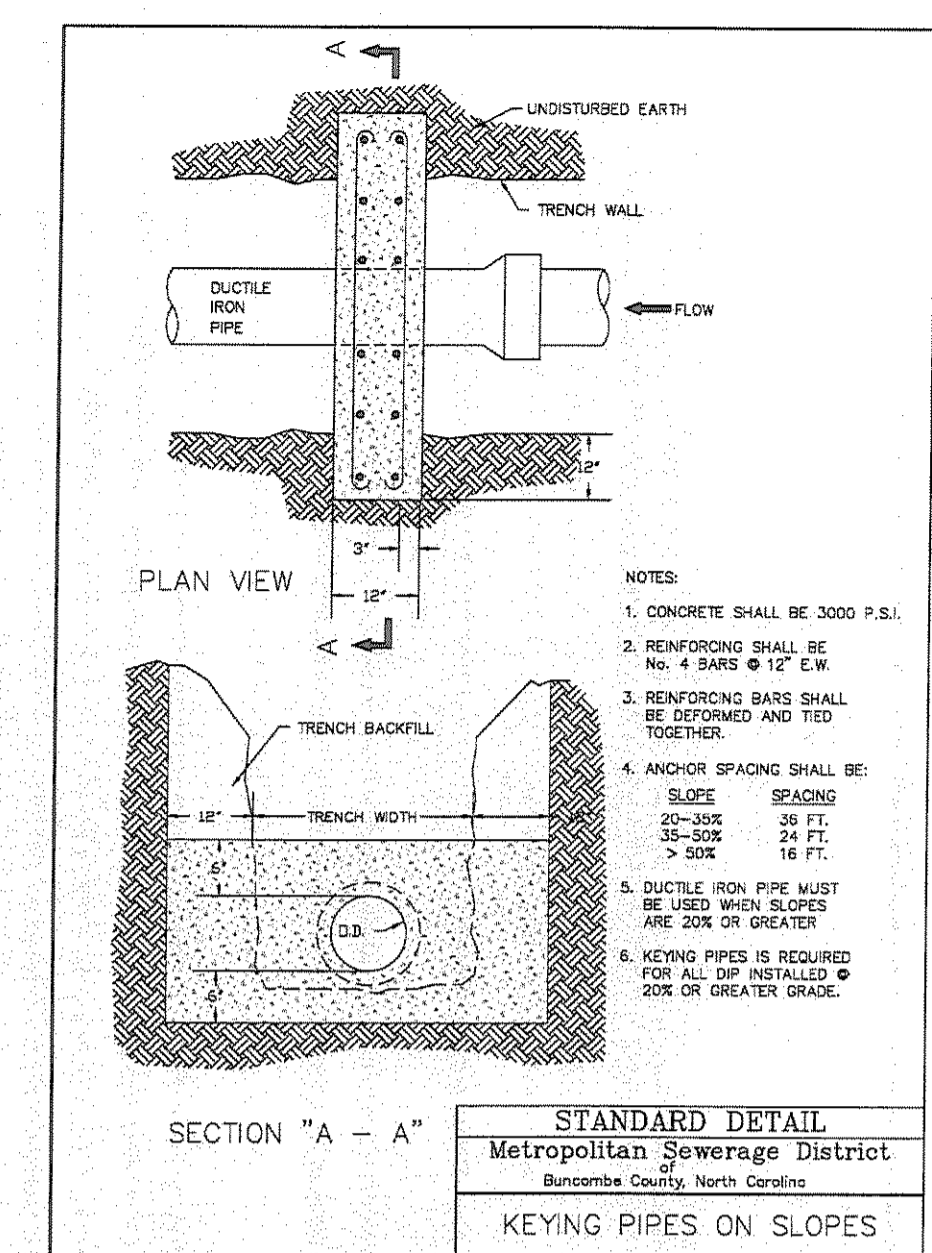 A
UNDISTURBED EARTH
TRENCH WALL
DUCTILE
IRON
PIPE
FLOW
12"
3"
12"
PLAN VIEW
A
NOTES:
1. CONCRETE SHALL BE 3000 P.S.I.
2. REINFORCING SHALL BE
No. 4 BARS @ 12" E.W.
3. REINFORCING BARS SHALL
BE DEFORMED AND TIED
TOGETHER.
4. ANCHOR SPACING SHALL BE:
SLOPE SPACING
20-35% 36 FT.
35-50% 24 FT.
> 50% 16 FT.
5. DUCTILE IRON PIPE MUST
BE USED WHEN SLOPES
ARE 20% OR GREATER
6. KEYING PIPES IS REQUIRED
FOR ALL DIP INSTALLED @
20% OR GREATER GRADE.
TRENCH BACKFILL
12" TRENCH WIDTH
6"
O.D.
6"
SECTION "A - A"
STANDARD DETAIL
Metropolitan Sewerage District
of
Buncombe County, North Carolina
KEYING PIPES ON SLOPES